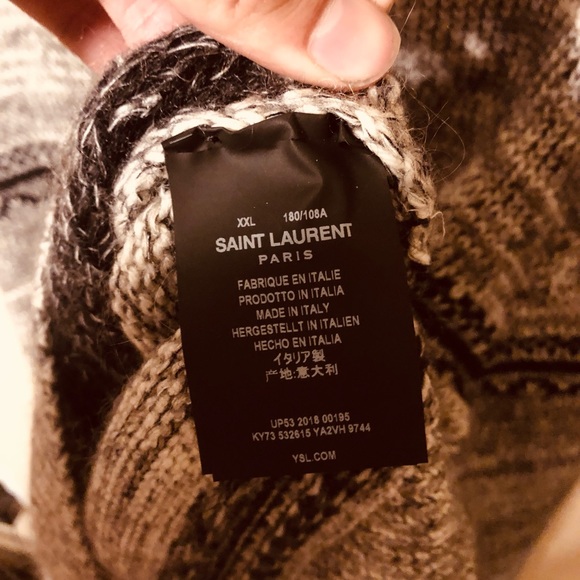 XXL 180/108A
SAINT LAURENT
PARIS
FABRIQUE EN ITALIE
PRODOTTO IN ITALIA
MADE IN ITALY
HERGESTELLT IN ITALIEN
HECHO EN ITALIA
イタリア製
产地:意大利
UP53 2018 00195
KY73 532615 YA2VH 9744
YSL.COM